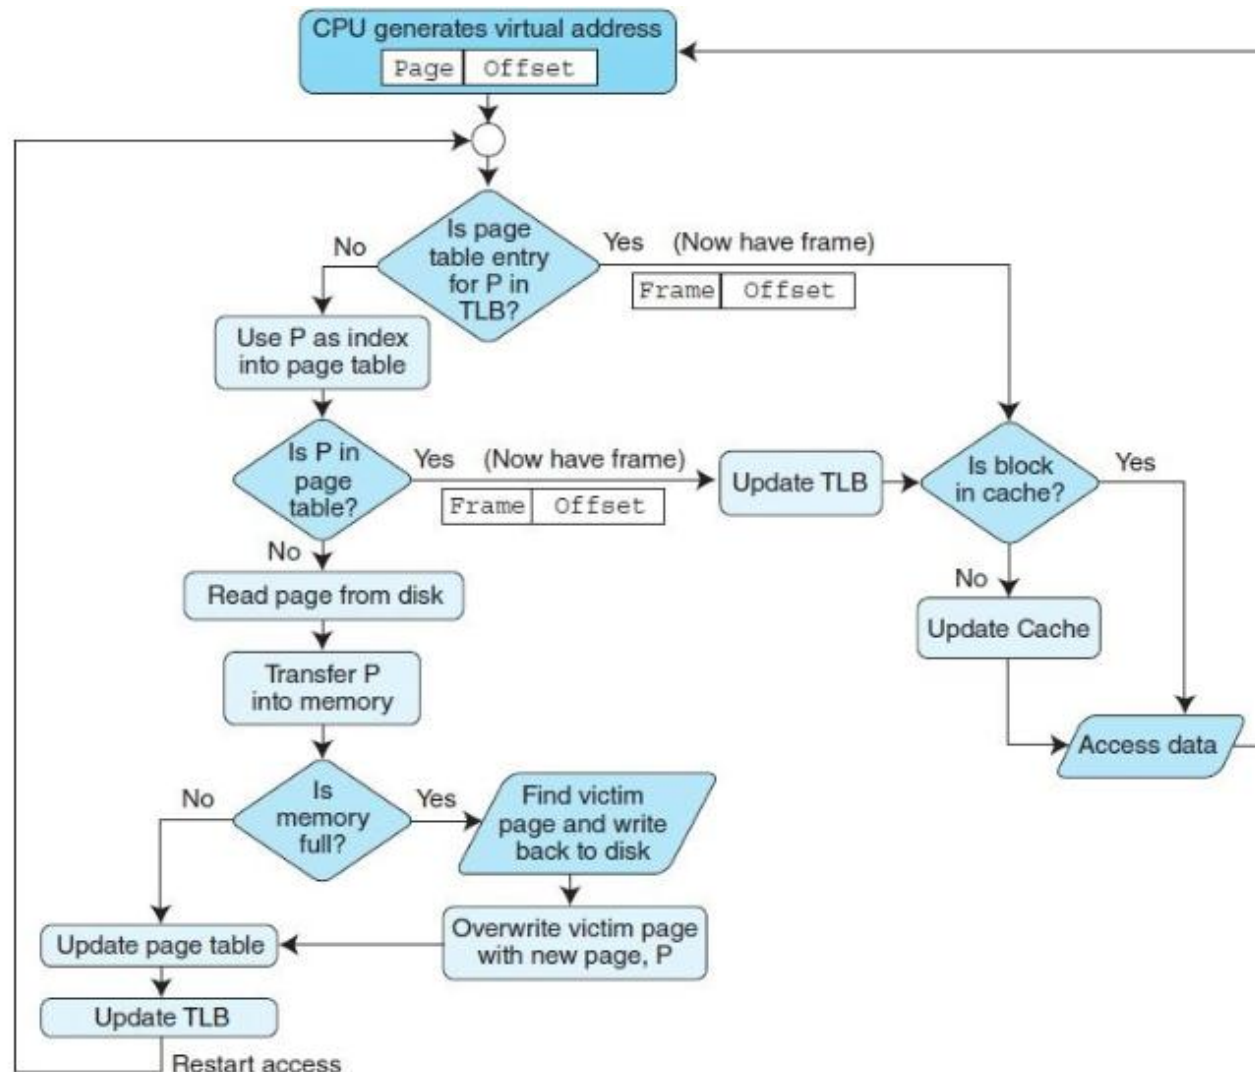 CPU generates virtual address
Page Offset
Is page
table entry
for P in
TLB?
No
Yes (Now have frame)
Frame Offset
Use P as index
into page table
Is P in
page
table?
Yes (Now have frame)
Frame Offset
Update TLB
Is block
in cache?
Yes
No
Read page from disk
No
Update Cache
Transfer P
into memory
Access data
Is
memory
full?
No
Yes
Find victim
page and write
back to disk
Update page table
Overwrite victim page
with new page, P
Update TLB
Restart access